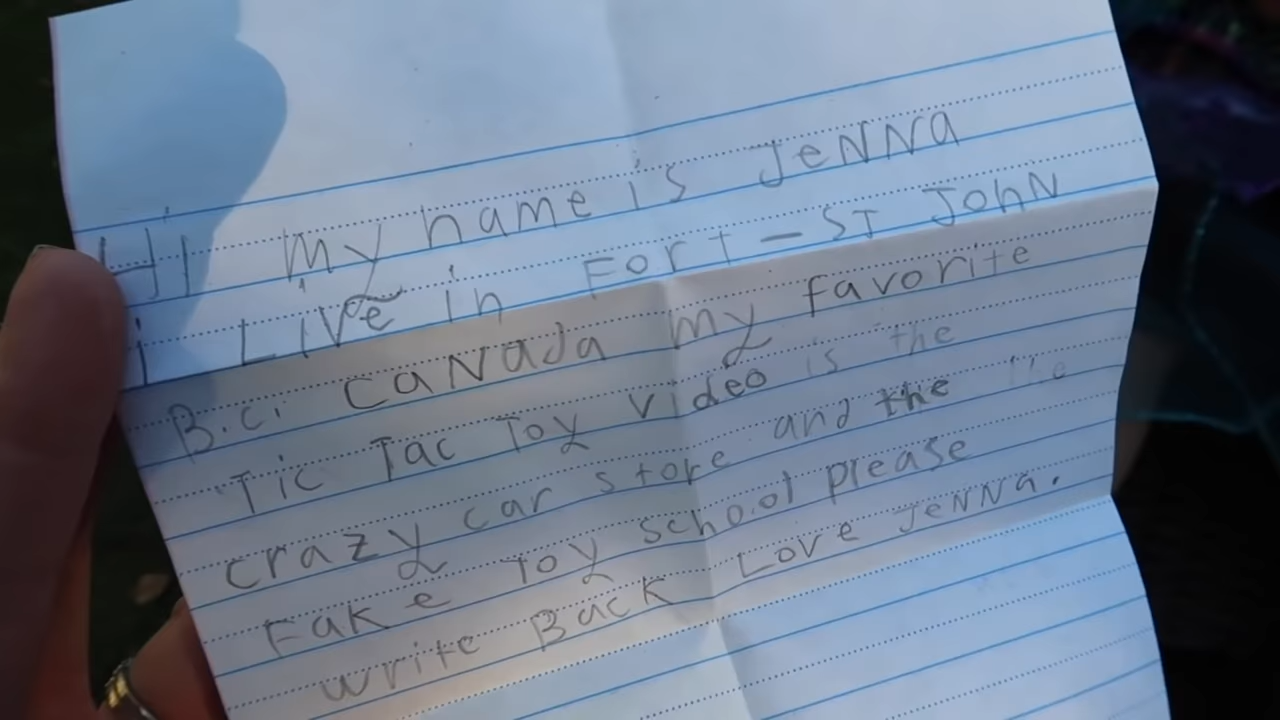 HI My name is JeNNa
i LiVe in ForT - ST JohN
B.C. CaNada My favorite
Tic Tac Toy video is the
crazy car store and the the
Fake Toy School please
write Back Love JeNNa.